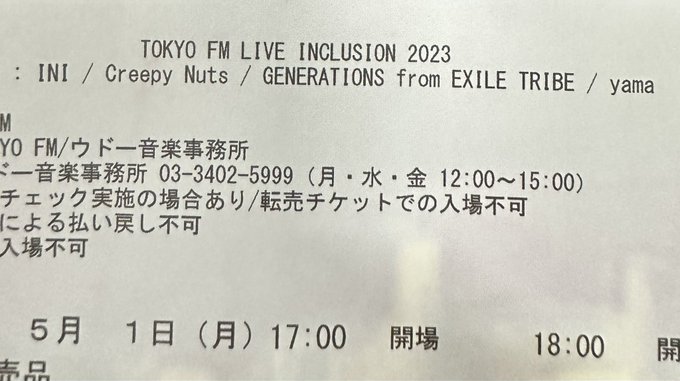 TOKYO FM LIVE INCLUSION 2023
: INI / Creepy Nuts / GENERATIONS from EXILE TRIBE / yama
M
YO FM/ウドー音楽事務所
ドー音楽事務所 03-3402-5999 (月・水・金 12:00～15:00)
チェック実施の場合あり/転売チケットでの入場不可
による払い戻し不可
入場不可
5月 1日(月)17:00 開場 18:00 開
売品